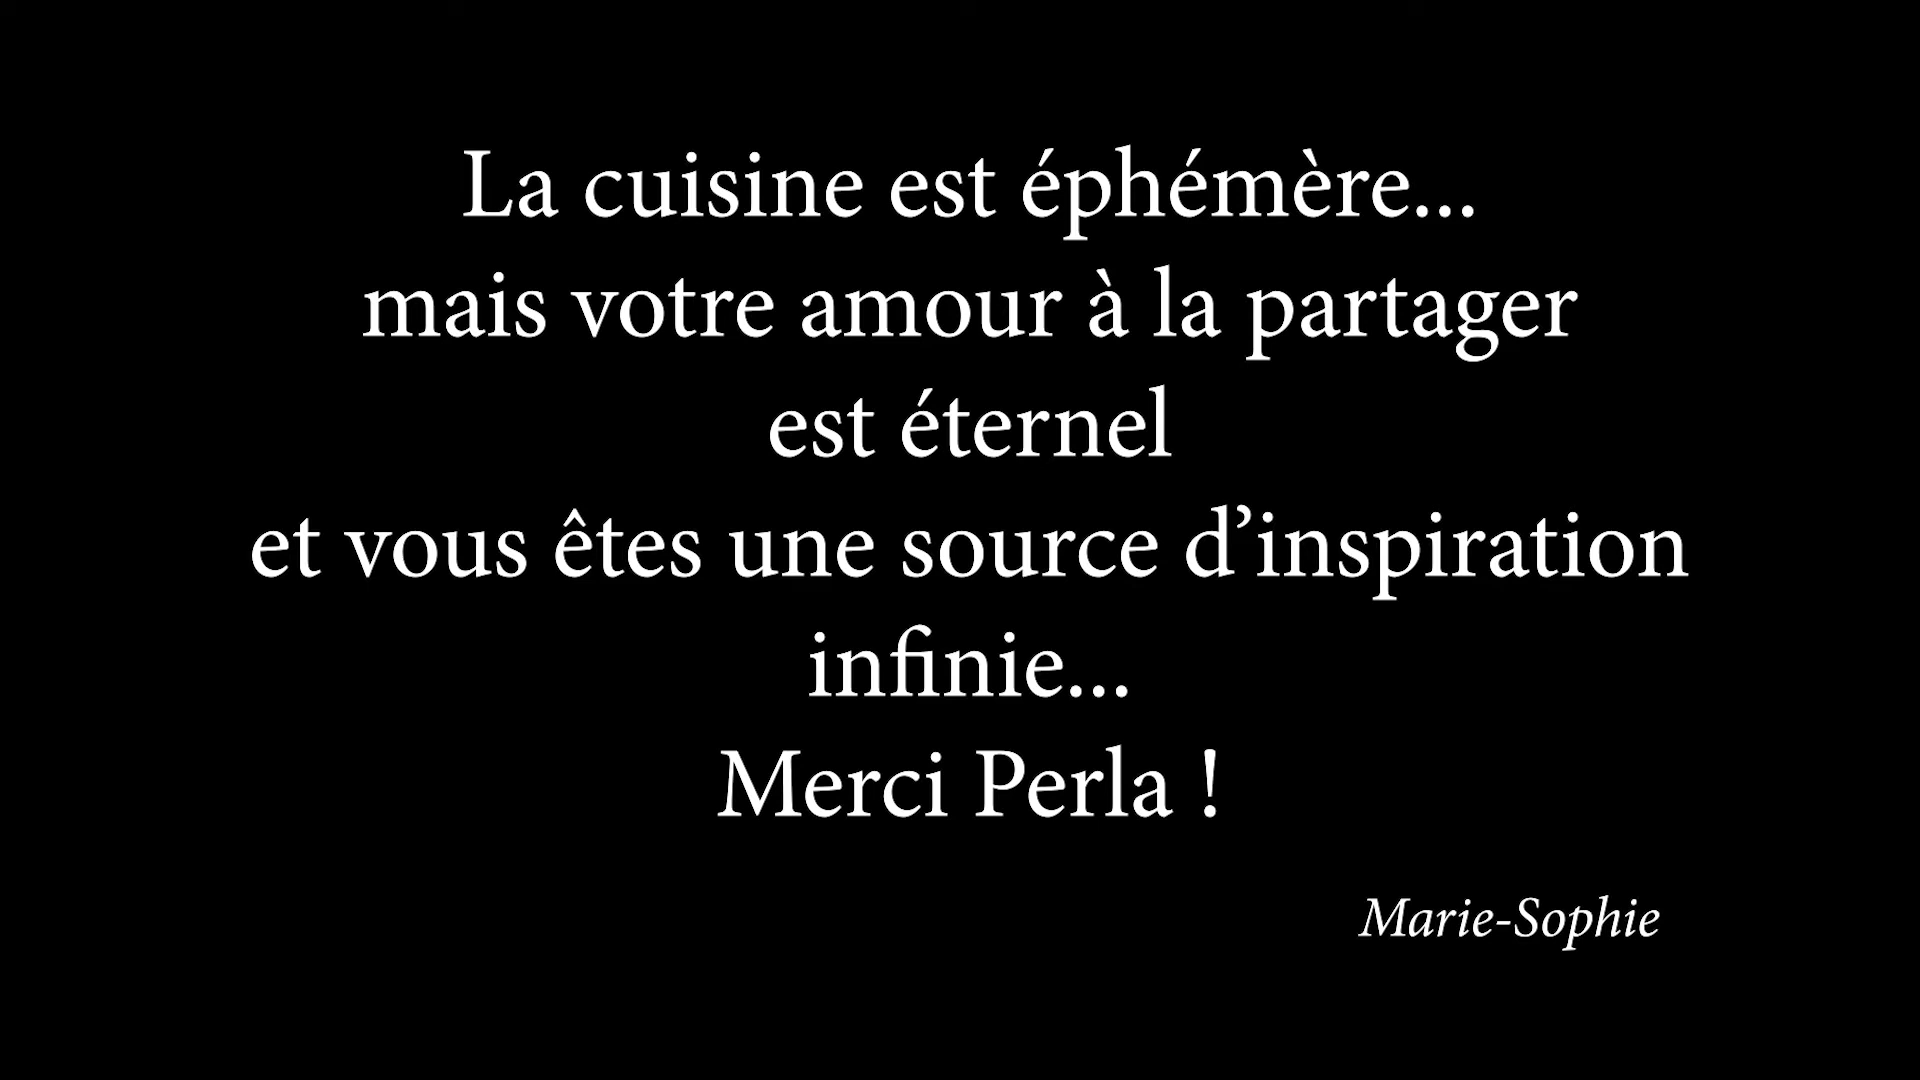 La cuisine est éphémère...
mais votre amour à la partager
est éternel
et vous êtes une source d’inspiration
infinie...
Merci Perla !
Marie-Sophie